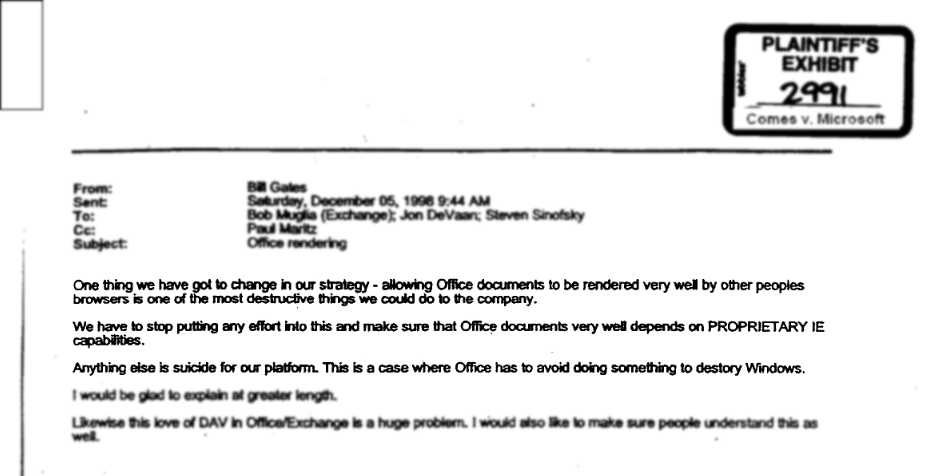 PLAINTIFF'S
EXHIBIT
2991
Comes v. Microsoft
From: Bill Gates
Sent: Saturday, December 05, 1998 9:44 AM
To: Bob Muglia (Exchange); Jon DeVaan; Steven Sinofsky
Cc: Paul Maritz
Subject: Office rendering
One thing we have got to change in our strategy - allowing Office documents to be rendered very well by other peoples
browsers is one of the most destructive things we could do to the company.
We have to stop putting any effort into this and make sure that Office documents very well depends on PROPRIETARY IE
capabilities.
Anything else is suicide for our platform. This is a case where Office has to avoid doing something to destory Windows.
I would be glad to explain at greater length.
Likewise this love of DAV in Office/Exchange is a huge problem. I would also like to make sure people understand this as
well.